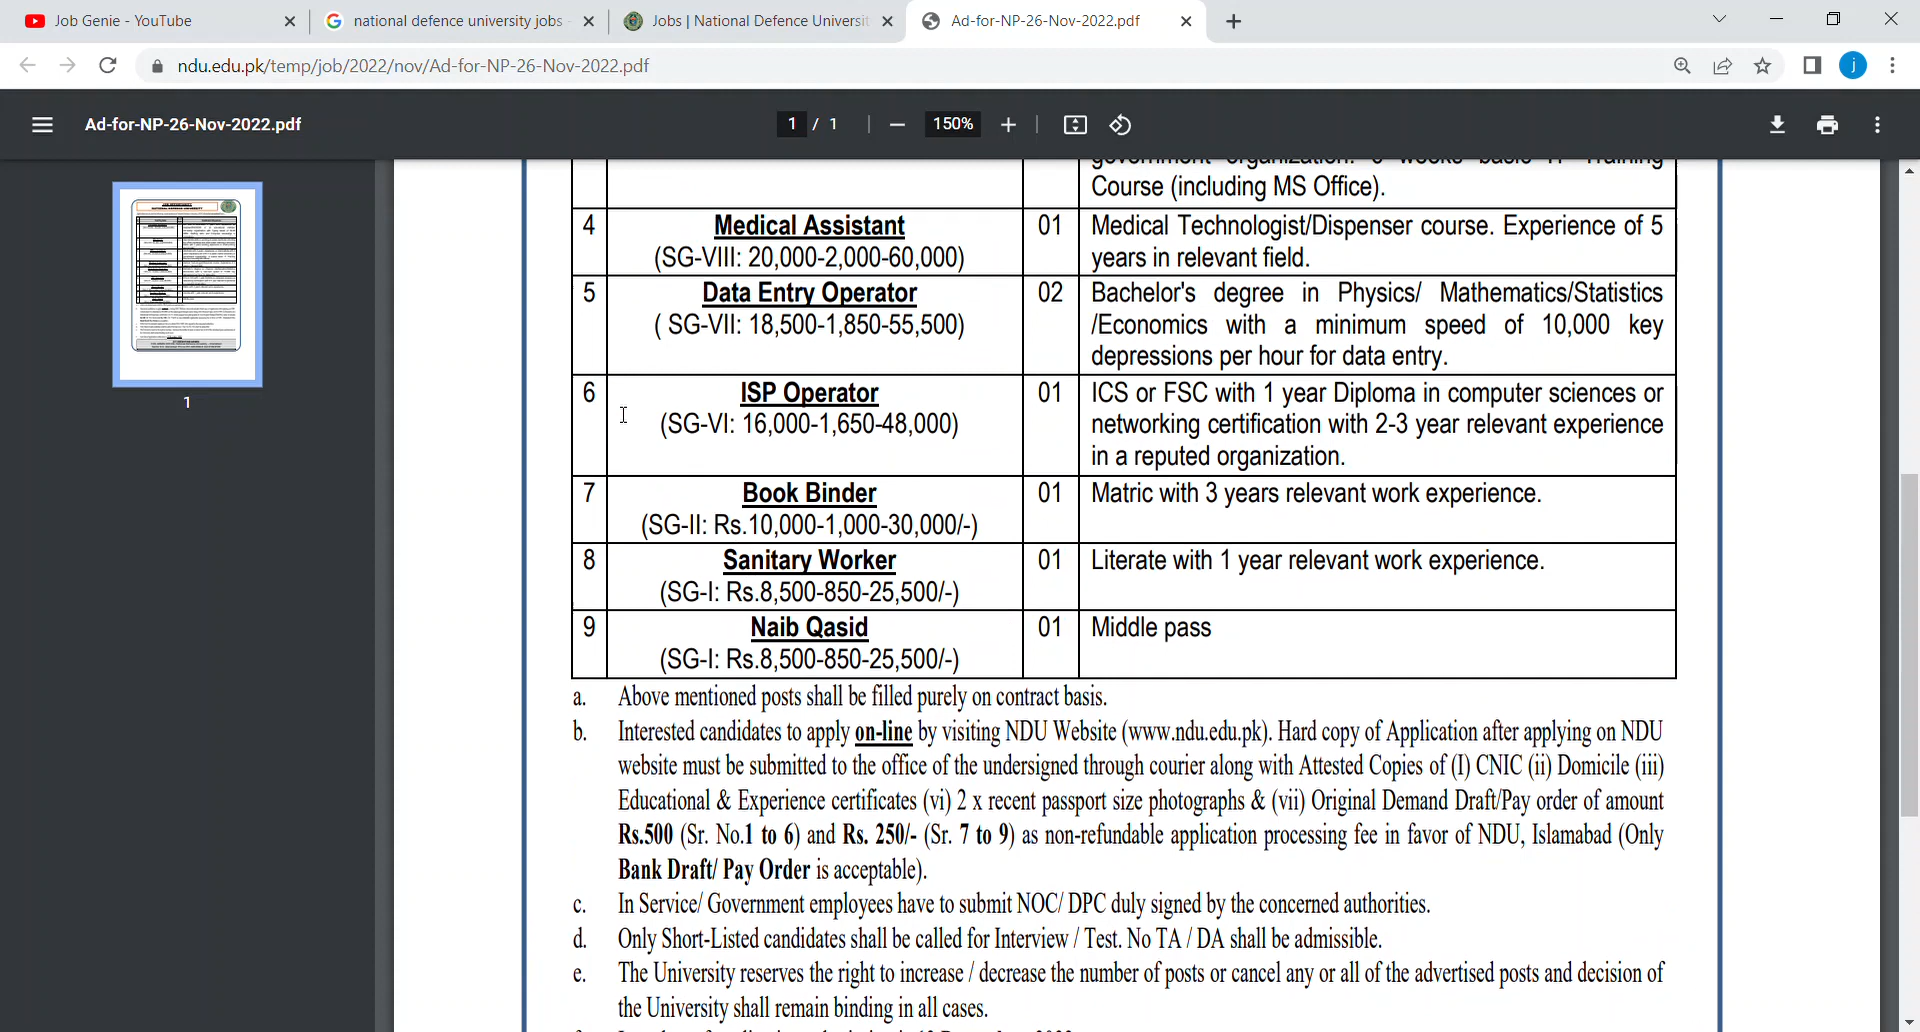 Job Genie - YouTube
national defence university jobs -
Jobs | National Defence Universit
Ad-for-NP-26-Nov-2022.pdf
ndu.edu.pk/temp/job/2022/nov/Ad-for-NP-26-Nov-2022.pdf
j
Ad-for-NP-26-Nov-2022.pdf
1 / 1
150%
1
government organization.
Course (including MS Office).
4 Medical Assistant 01 Medical Technologist/Dispenser course. Experience of 5
(SG-VIII: 20,000-2,000-60,000) years in relevant field.
5 Data Entry Operator 02 Bachelor's degree in Physics/ Mathematics/Statistics
( SG-VII: 18,500-1,850-55,500) /Economics with a minimum speed of 10,000 key
depressions per hour for data entry.
6 ISP Operator 01 ICS or FSC with 1 year Diploma in computer sciences or
(SG-VI: 16,000-1,650-48,000) networking certification with 2-3 year relevant experience
in a reputed organization.
7 Book Binder 01 Matric with 3 years relevant work experience.
(SG-II: Rs.10,000-1,000-30,000/-)
8 Sanitary Worker 01 Literate with 1 year relevant work experience.
(SG-I: Rs.8,500-850-25,500/-)
9 Naib Qasid 01 Middle pass
(SG-I: Rs.8,500-850-25,500/-)
a. Above mentioned posts shall be filled purely on contract basis.
b. Interested candidates to apply on-line by visiting NDU Website (www.ndu.edu.pk). Hard copy of Application after applying on NDU
website must be submitted to the office of the undersigned through courier along with Attested Copies of (I) CNIC (ii) Domicile (iii)
Educational & Experience certificates (vi) 2 x recent passport size photographs & (vii) Original Demand Draft/Pay order of amount
Rs.500 (Sr. No.1 to 6) and Rs. 250/- (Sr. 7 to 9) as non-refundable application processing fee in favor of NDU, Islamabad (Only
Bank Draft/ Pay Order is acceptable).
c. In Service/ Government employees have to submit NOC/ DPC duly signed by the concerned authorities.
d. Only Short-Listed candidates shall be called for Interview / Test. No TA / DA shall be admissible.
e. The University reserves the right to increase / decrease the number of posts or cancel any or all of the advertised posts and decision of
the University shall remain binding in all cases.